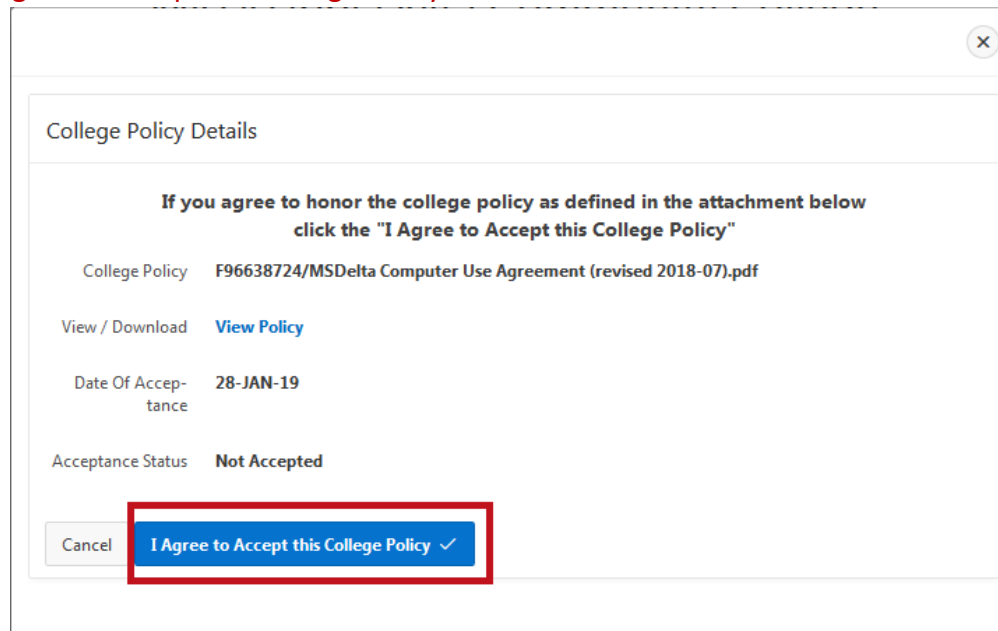 College Policy Details
If you agree to honor the college policy as defined in the attachment below
click the "I Agree to Accept this College Policy"
College Policy F96638724/MSDelta Computer Use Agreement (revised 2018-07).pdf
View / Download View Policy
Date Of Accep-
tance 28-JAN-19
Acceptance Status Not Accepted
Cancel I Agree to Accept this College Policy